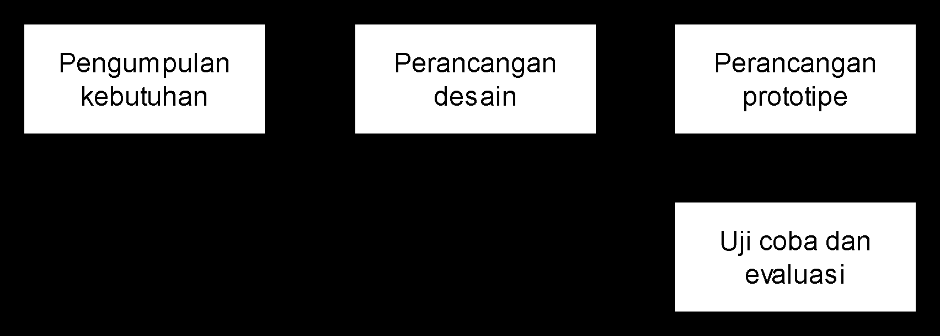 Pengumpulan
kebutuhan
Perancangan
desain
Perancangan
prototipe
Uji coba dan
evaluasi